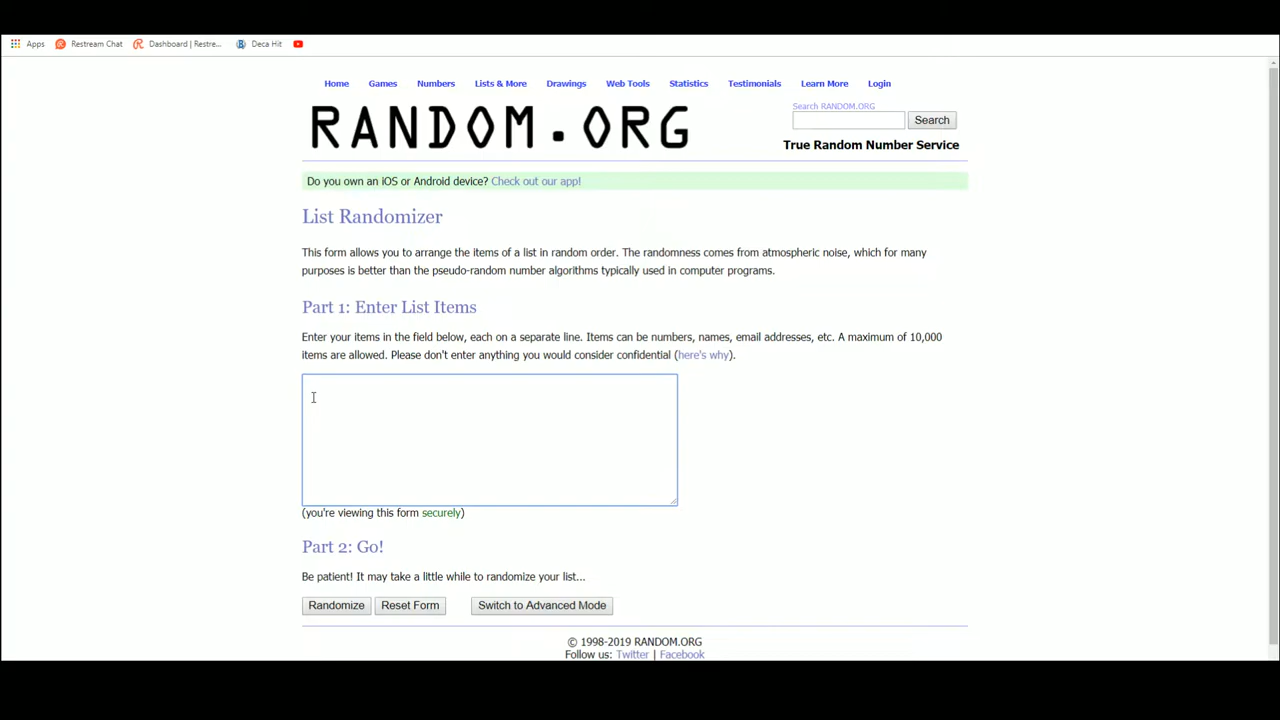 Apps Restream Chat Dashboard | Restre... Deca Hit
Home Games Numbers Lists & More Drawings Web Tools Statistics Testimonials Learn More Login
RANDOM.ORG
Search RANDOM.ORG
Search
True Random Number Service
Do you own an iOS or Android device? Check out our app!
List Randomizer
This form allows you to arrange the items of a list in random order. The randomness comes from atmospheric noise, which for many
purposes is better than the pseudo-random number algorithms typically used in computer programs.
Part 1: Enter List Items
Enter your items in the field below, each on a separate line. Items can be numbers, names, email addresses, etc. A maximum of 10,000
items are allowed. Please don't enter anything you would consider confidential (here's why).
(you're viewing this form securely)
Part 2: Go!
Be patient! It may take a little while to randomize your list...
Randomize Reset Form Switch to Advanced Mode
© 1998-2019 RANDOM.ORG
Follow us: Twitter | Facebook